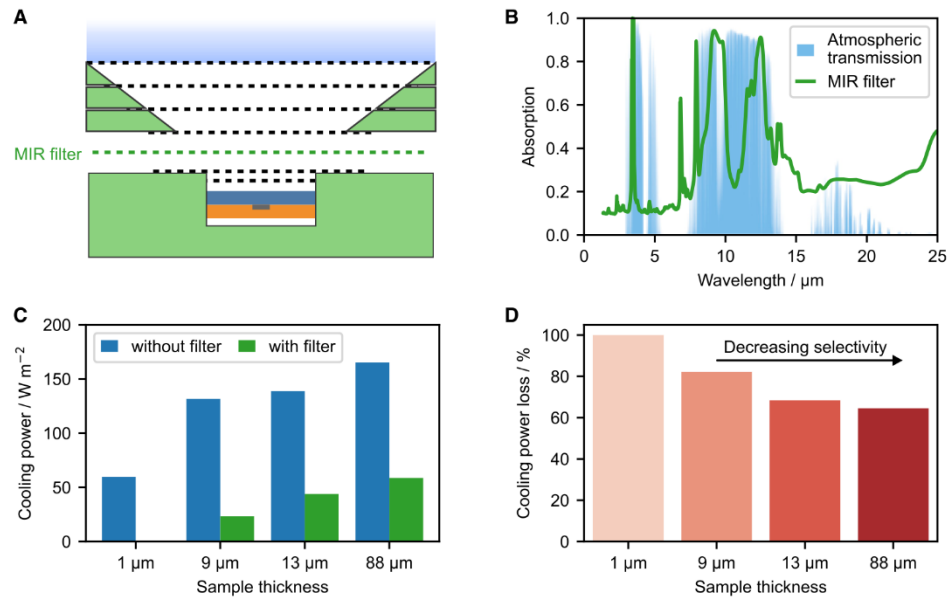 A
MIR filter
B
1.0
0.8
0.6
0.4
0.2
0.0
Absorption
Atmospheric
transmission
MIR filter
0
5
10
15
20
25
Wavelength / µm
C
200
150
100
50
0
Cooling power / W m⁻²
without filter
with filter
1 µm
9 µm
13 µm
88 µm
Sample thickness
D
100
80
60
40
20
0
Cooling power loss / %
Decreasing selectivity
1 µm
9 µm
13 µm
88 µm
Sample thickness